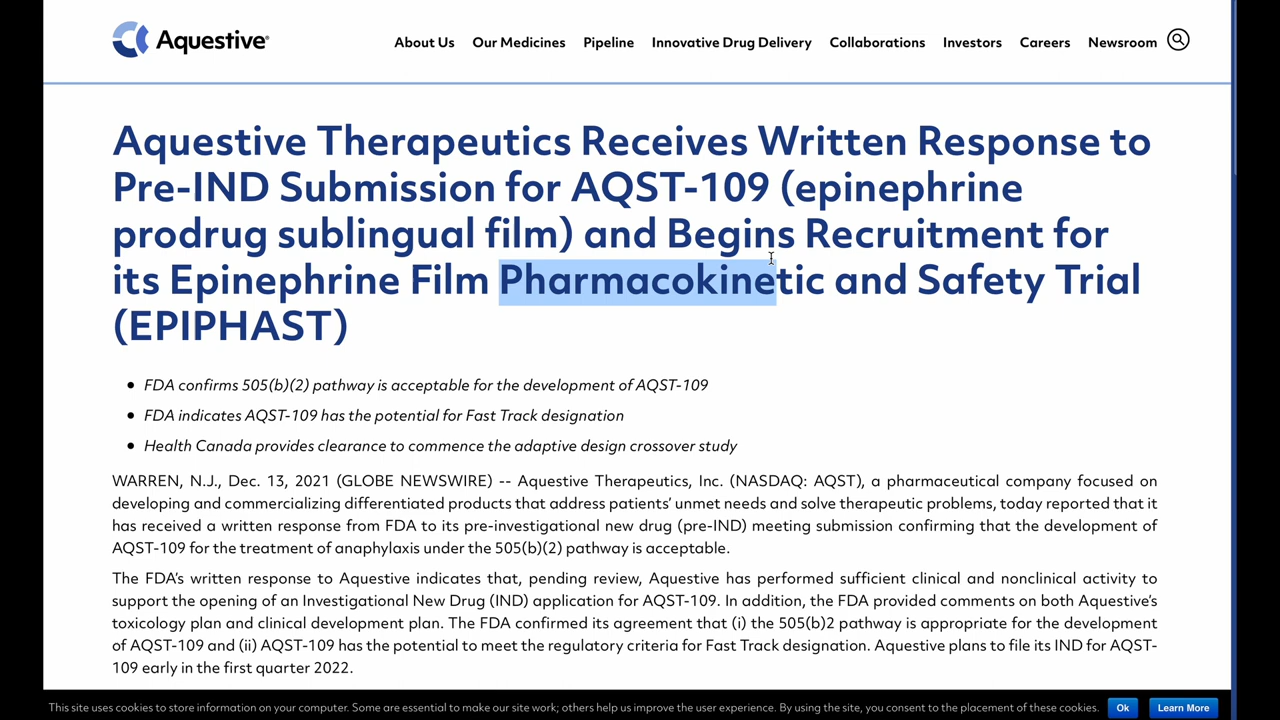 Aquestive
About Us Our Medicines Pipeline Innovative Drug Delivery Collaborations Investors Careers Newsroom
Aquestive Therapeutics Receives Written Response to
Pre-IND Submission for AQST-109 (epinephrine
prodrug sublingual film) and Begins Recruitment for
its Epinephrine Film Pharmacokinetic and Safety Trial
(EPIPHAST)
• FDA confirms 505(b)(2) pathway is acceptable for the development of AQST-109
• FDA indicates AQST-109 has the potential for Fast Track designation
• Health Canada provides clearance to commence the adaptive design crossover study
WARREN, N.J., Dec. 13, 2021 (GLOBE NEWSWIRE) -- Aquestive Therapeutics, Inc. (NASDAQ: AQST), a pharmaceutical company focused on
developing and commercializing differentiated products that address patients’ unmet needs and solve therapeutic problems, today reported that it
has received a written response from FDA to its pre-investigational new drug (pre-IND) meeting submission confirming that the development of
AQST-109 for the treatment of anaphylaxis under the 505(b)(2) pathway is acceptable.
The FDA’s written response to Aquestive indicates that, pending review, Aquestive has performed sufficient clinical and nonclinical activity to
support the opening of an Investigational New Drug (IND) application for AQST-109. In addition, the FDA provided comments on both Aquestive’s
toxicology plan and clinical development plan. The FDA confirmed its agreement that (i) the 505(b)2 pathway is appropriate for the development
of AQST-109 and (ii) AQST-109 has the potential to meet the regulatory criteria for Fast Track designation. Aquestive plans to file its IND for AQST-
109 early in the first quarter 2022.
This site uses cookies to store information on your computer. Some are essential to make our site work; others help us improve the user experience. By using the site, you consent to the placement of these cookies. Ok Learn More